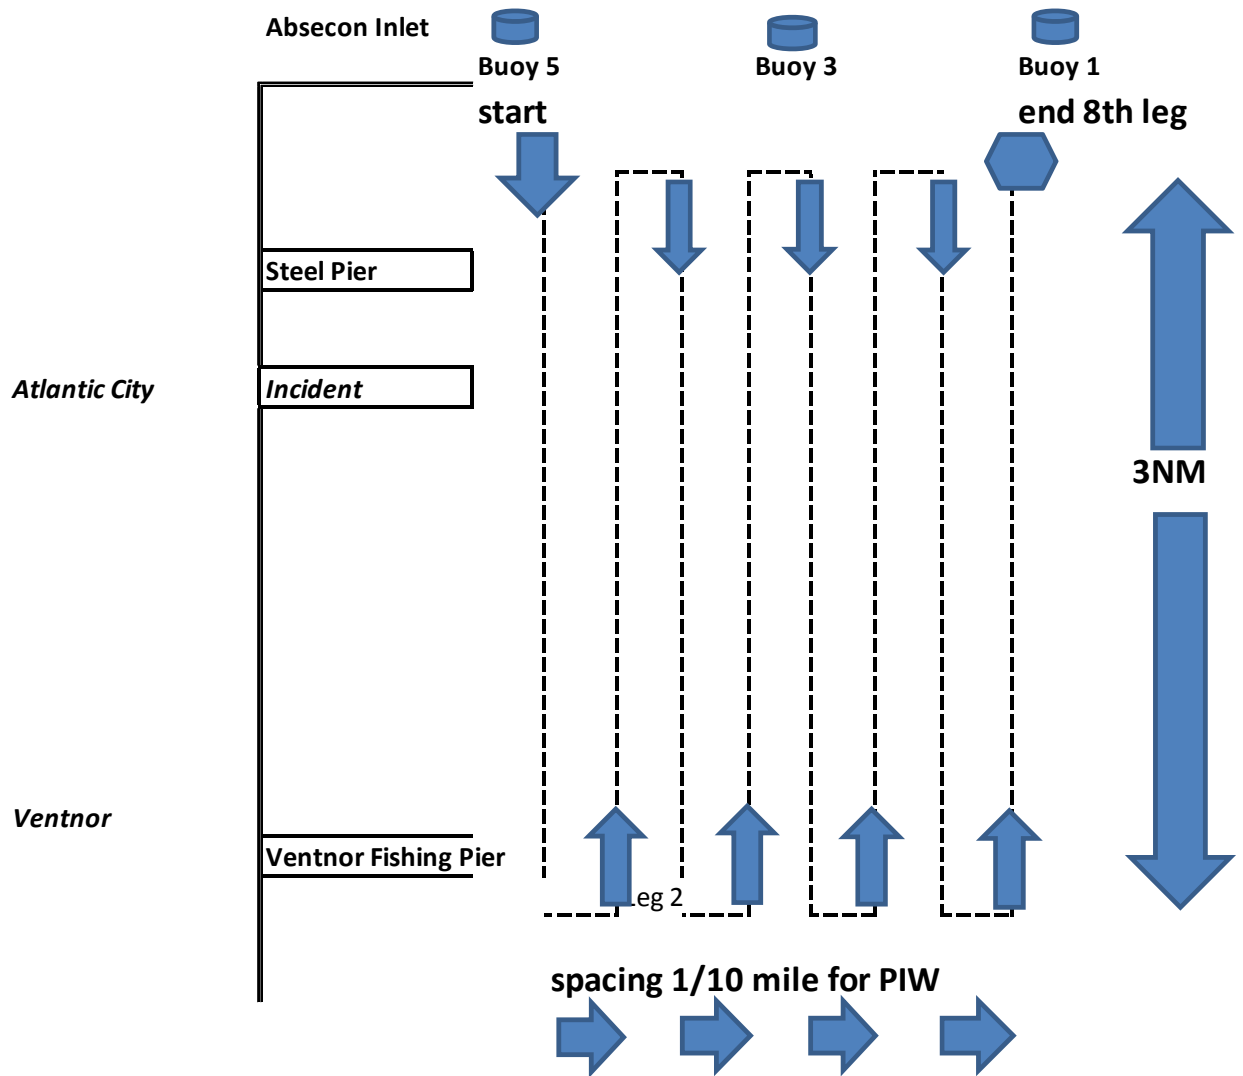 Absecon Inlet
Buoy 5
Buoy 3
Buoy 1
start
end 8th leg
Steel Pier
Atlantic City
Incident
3NM
Ventnor
Ventnor Fishing Pier
eg 2
spacing 1/10 mile for PIW